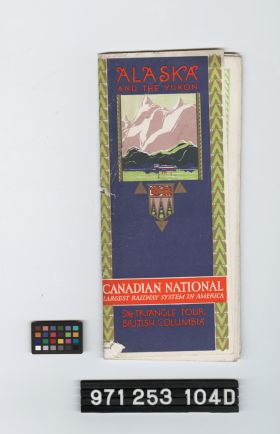 ALASKA
AND THE YUKON
CANADIAN NATIONAL
LARGEST RAILWAY SYSTEM IN AMERICA
The TRIANGLE TOUR
BRITISH COLUMBIA
971 253 104D